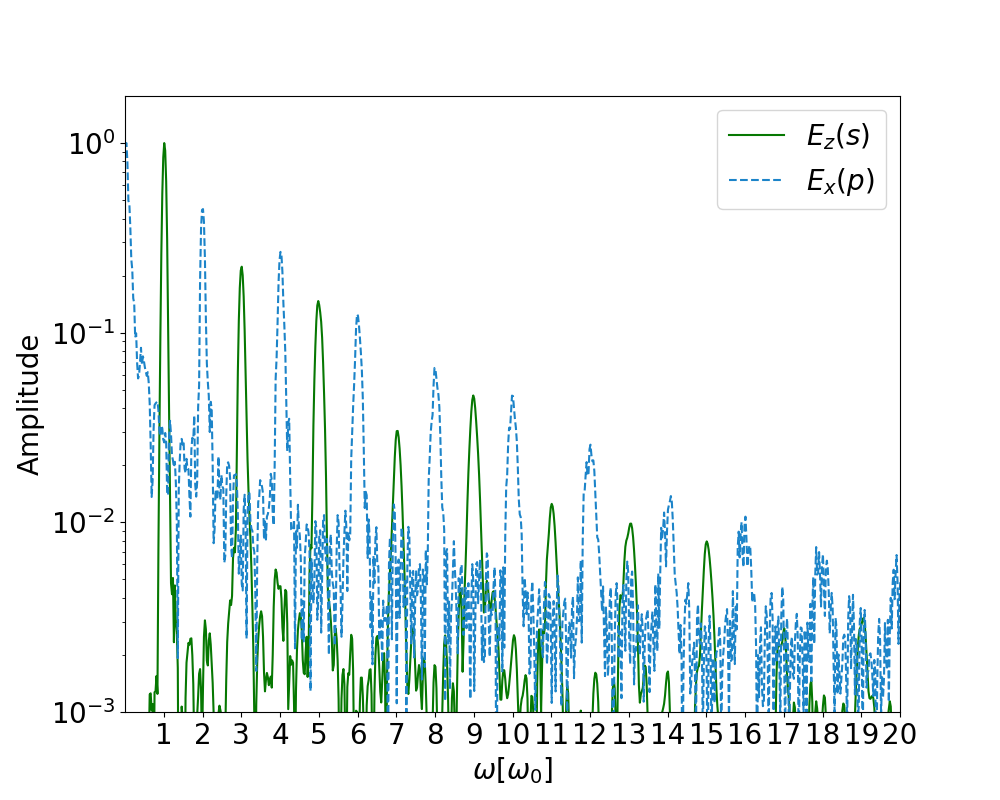 E_z(s)
E_x(p)
10^0
10^{-1}
10^{-2}
10^{-3}
Amplitude
1 2 3 4 5 6 7 8 9 10 11 12 13 14 15 16 17 18 19 20
ω[ω_0]